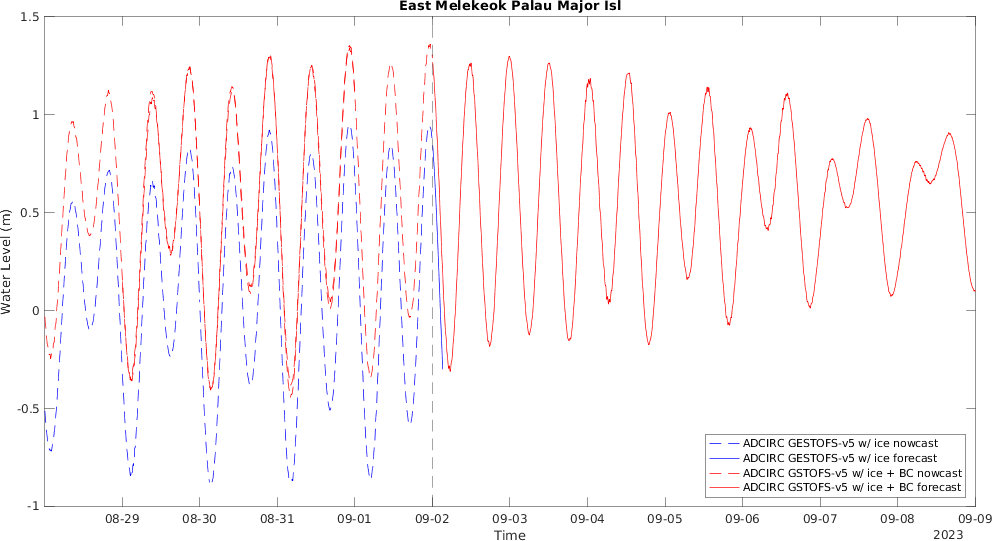 East Melekeok Palau Major Isl
1.5
1
0.5
0
-0.5
-1
Water Level (m)
08-29 08-30 08-31 09-01 09-02 09-03 09-04 09-05 09-06 09-07 09-08 09-09
Time
2023
ADCIRC GESTOFS-v5 w/ ice nowcast
ADCIRC GESTOFS-v5 w/ ice forecast
ADCIRC GSTOFS-v5 w/ ice + BC nowcast
ADCIRC GSTOFS-v5 w/ ice + BC forecast